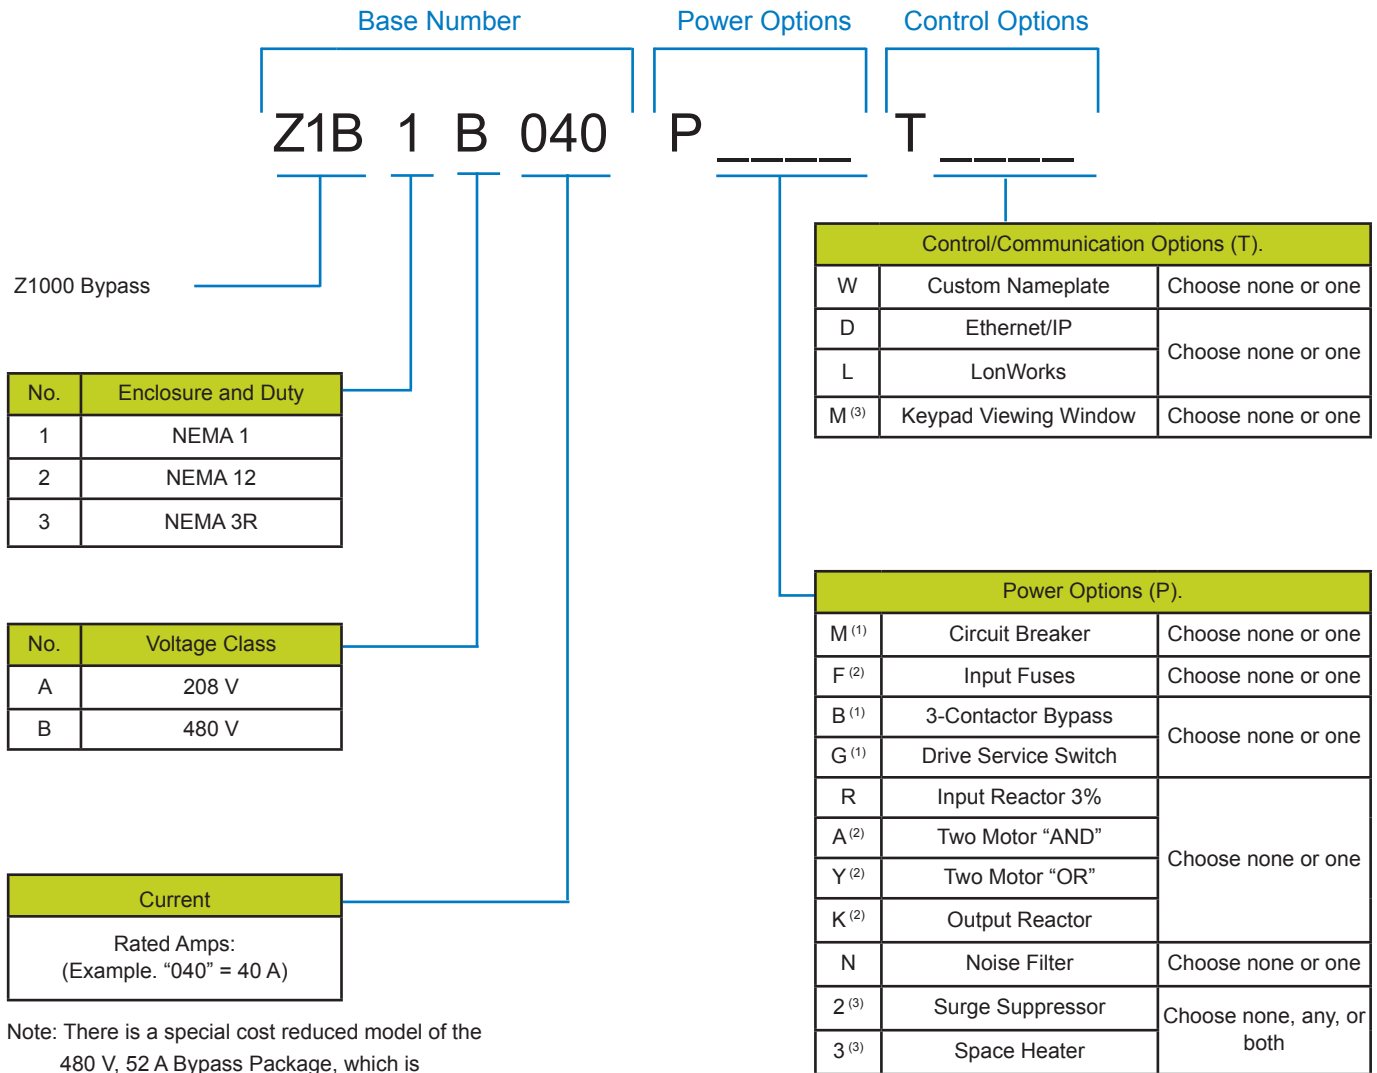 Base Number Power Options Control Options
Z1B 1 B 040 P ____ T ____
Z1000 Bypass
No. Enclosure and Duty
1 NEMA 1
2 NEMA 12
3 NEMA 3R
No. Voltage Class
A 208 V
B 480 V
Current
Rated Amps:
(Example. “040” = 40 A)
Note: There is a special cost reduced model of the
480 V, 52 A Bypass Package, which is
Control/Communication Options (T).
W Custom Nameplate Choose none or one
D Ethernet/IP
Choose none or one
L LonWorks
M (3) Keypad Viewing Window Choose none or one
Power Options (P).
M (1) Circuit Breaker Choose none or one
F (2) Input Fuses Choose none or one
B (1) 3-Contactor Bypass
Choose none or one
G (1) Drive Service Switch
R Input Reactor 3%
A (2) Two Motor “AND”
Choose none or one
Y (2) Two Motor “OR”
K (2) Output Reactor
N Noise Filter Choose none or one
2 (3) Surge Suppressor
Choose none, any, or
both
3 (3) Space Heater